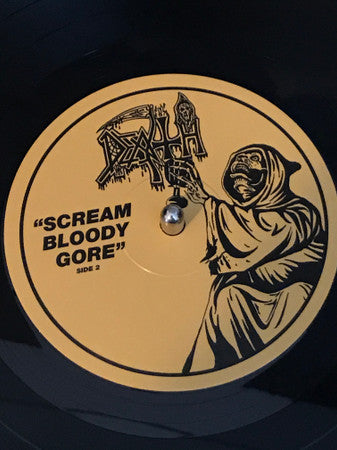 DEATH
"SCREAM
BLOODY
GORE"
SIDE 2